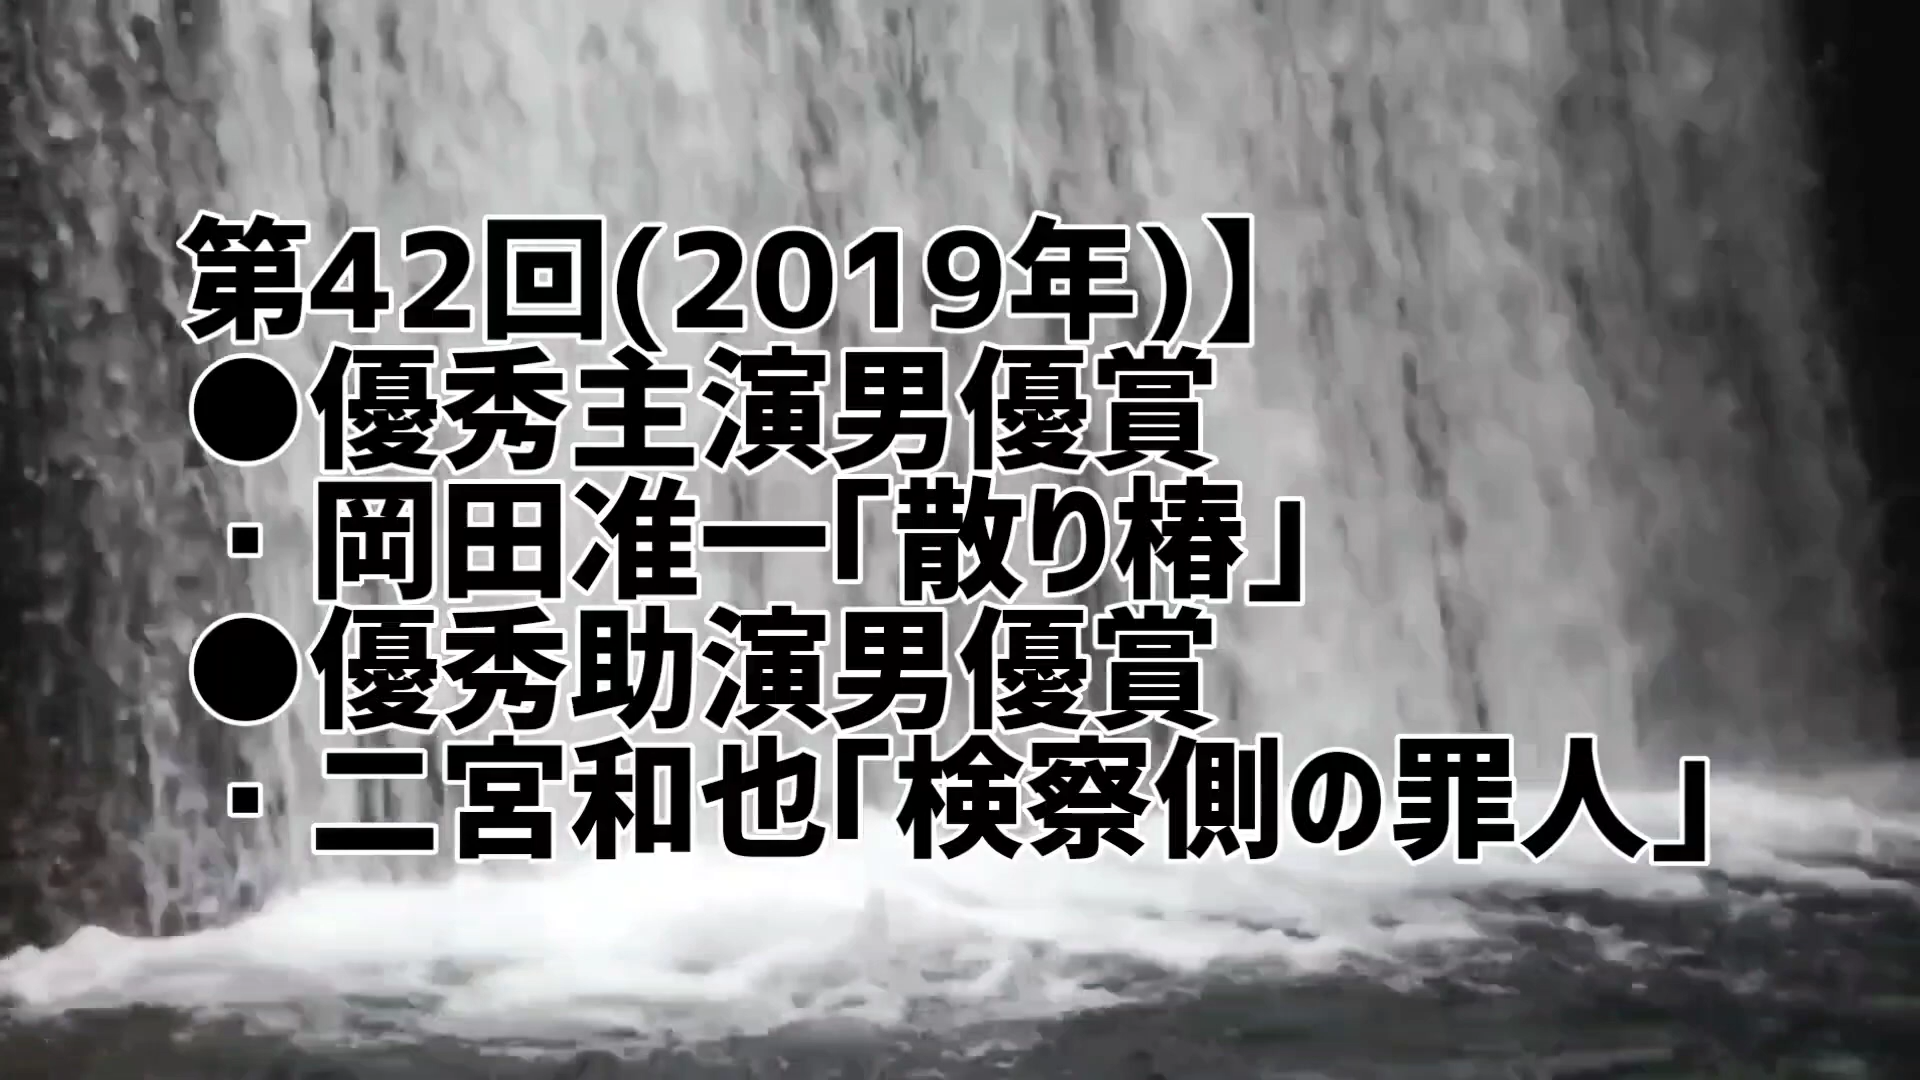 第42回(2019年)】
●優秀主演男優賞
・岡田准一「散り椿」
●優秀助演男優賞
・二宮和也「検察側の罪人」